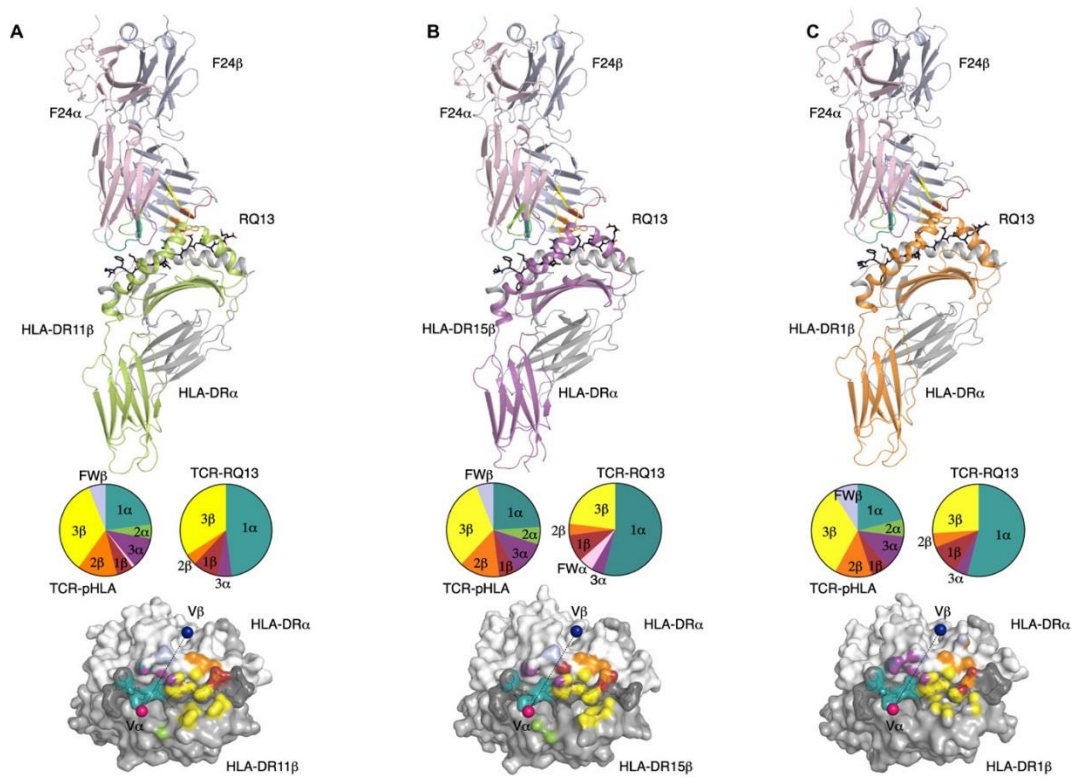 A
B
C
F24β
F24α
RQ13
HLA-DR11β
HLA-DRα
F24β
F24α
RQ13
HLA-DR15β
HLA-DRα
F24β
F24α
RQ13
HLA-DR1β
HLA-DRα
FWβ
1α
2α
3α
1β
2β
3β
TCR-pHLA
TCR-RQ13
3β
1α
2β
1β
3α
FWβ
1α
2α
3α
1β
2β
3β
TCR-pHLA
TCR-RQ13
3β
1α
2β
1β
FWα
3α
FWβ
1α
2α
3α
1β
2β
3β
TCR-pHLA
TCR-RQ13
3β
1α
2β
1β
3α
Vβ
HLA-DRα
Vα
HLA-DR11β
Vβ
HLA-DRα
Vα
HLA-DR15β
Vβ
HLA-DRα
Vα
HLA-DR1β